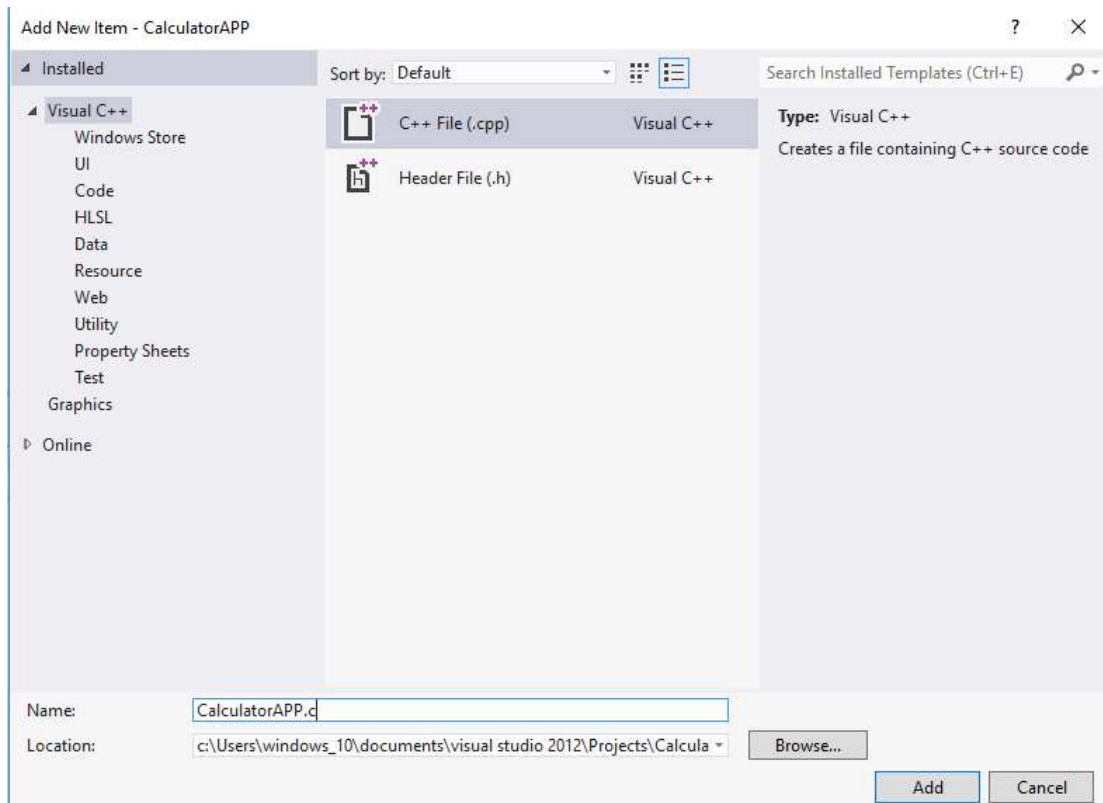 Add New Item - CalculatorAPP
?
Installed
Sort by: Default
Search Installed Templates (Ctrl+E)
Visual C++
Windows Store
UI
Code
HLSL
Data
Resource
Web
Utility
Property Sheets
Test
Graphics
Online
C++ File (.cpp) Visual C++
Header File (.h) Visual C++
Type: Visual C++
Creates a file containing C++ source code
Name: CalculatorAPP.c
Location: c:\Users\windows_10\documents\visual studio 2012\Projects\Calcula
Browse...
Add Cancel